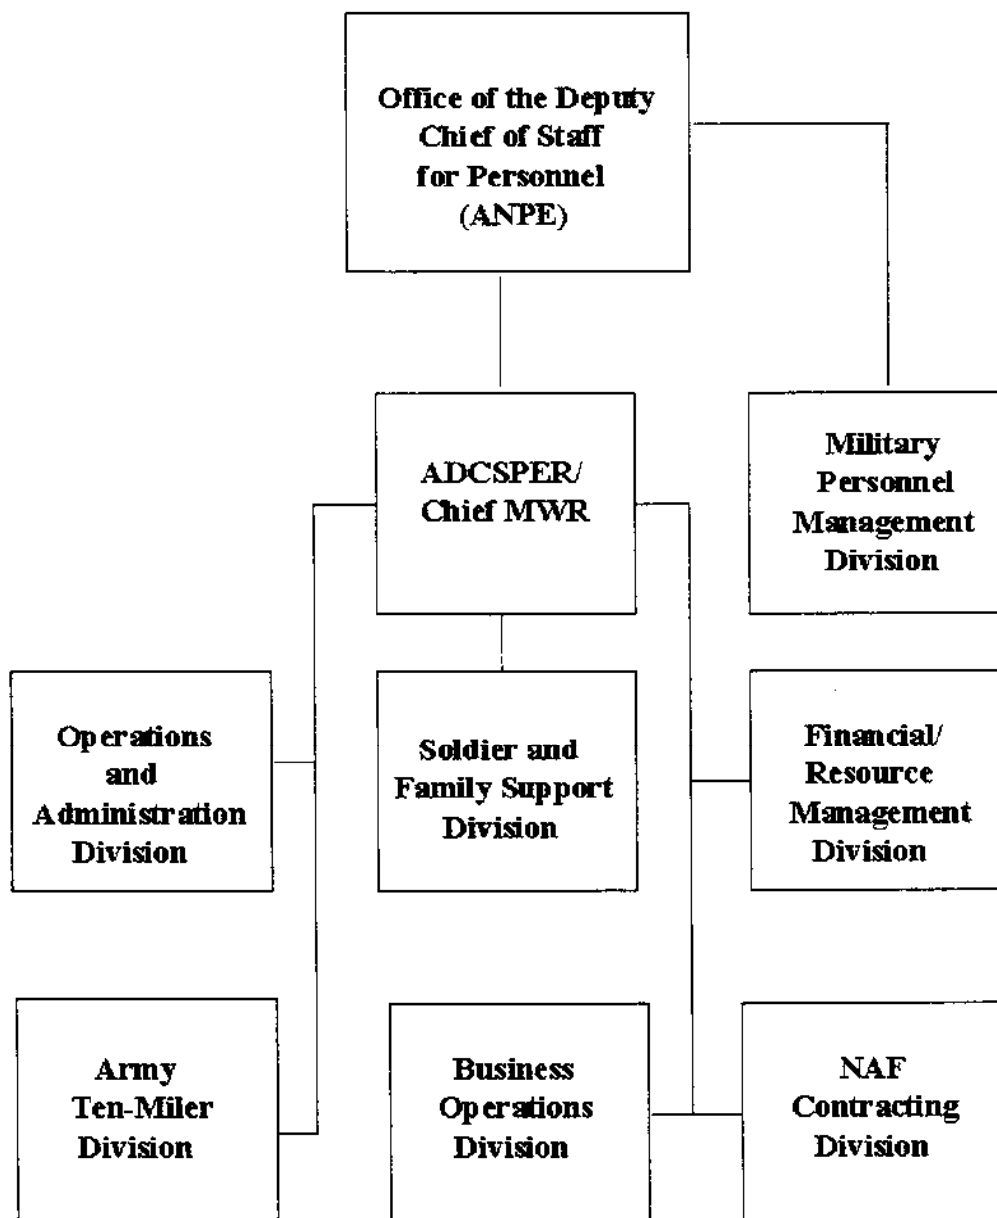 Office of the Deputy
Chief of Staff
for Personnel
(ANPE)
ADCSPER/
Chief MWR
Military
Personnel
Management
Division
Operations
and
Administration
Division
Soldier and
Family Support
Division
Financial/
Resource
Management
Division
Army
Ten-Miler
Division
Business
Operations
Division
NAF
Contracting
Division